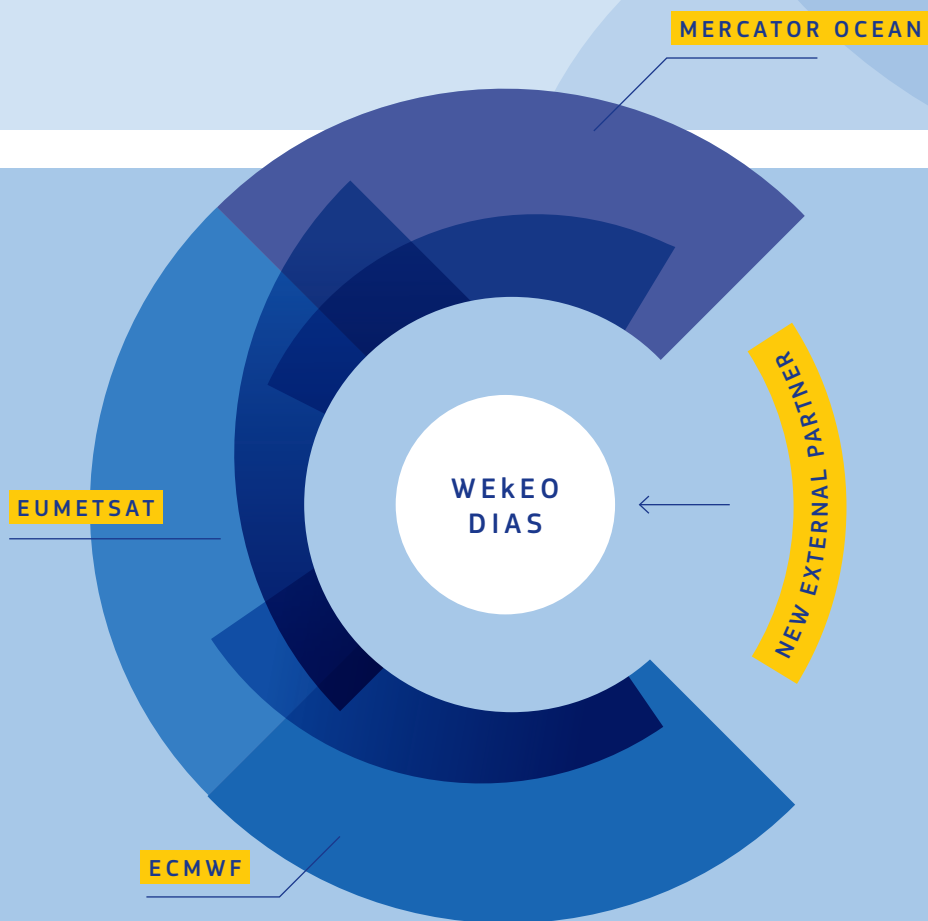 MERCATOR OCEAN
WEkEO
DIAS
EUMETSAT
NEW EXTERNAL PARTNER
ECMWF